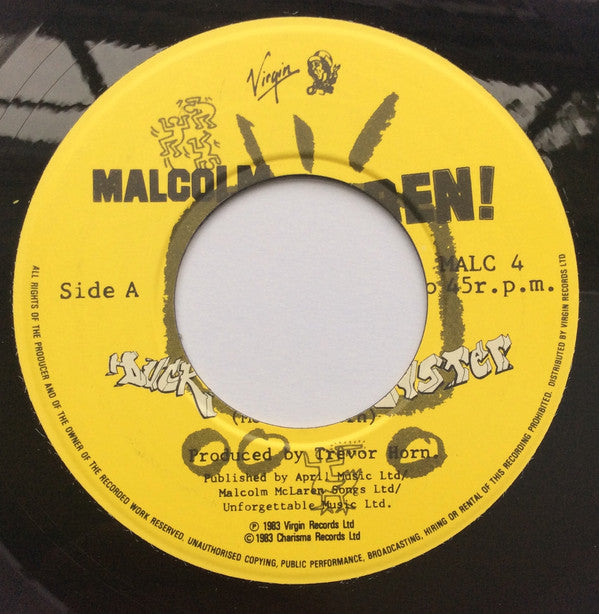 Virgin
MALCOLM
Side A
MALC 4
45r.p.m.
Produced by Trevor Horn.
Published by April Music Ltd/
Malcolm McLaren Songs Ltd/
Unforgettable Music Ltd.
℗ 1983 Virgin Records Ltd
© 1983 Charisma Records Ltd
ALL RIGHTS OF THE PRODUCER AND OF THE OWNER OF THE RECORDED WORK RESERVED. UNAUTHORISED COPYING, PUBLIC PERFORMANCE, BROADCASTING, HIRING OR RENTAL OF THIS RECORDING PROHIBITED. DISTRIBUTED BY VIRGIN RECORDS LTD